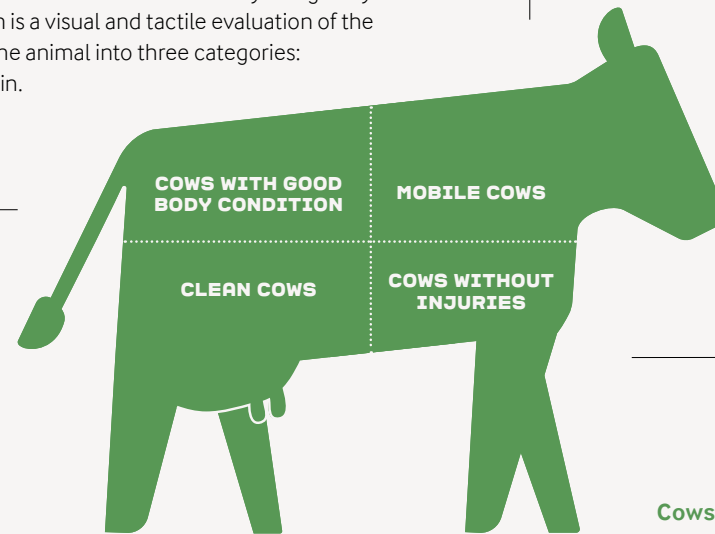 is a visual and tactile evaluation of the
animal into three categories:
in.
COWS WITH GOOD
BODY CONDITION
MOBILE COWS
CLEAN COWS
COWS WITHOUT
INJURIES
Cows